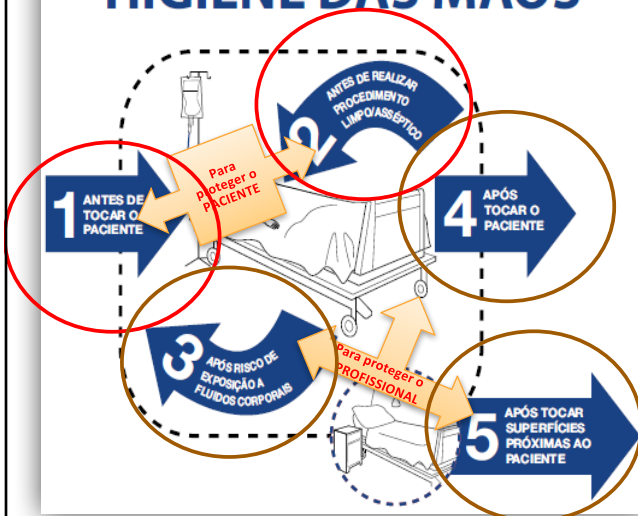 HIGIENE DAS MÃOS
1 ANTES DE
TOCAR O
PACIENTE
Para
proteger o
PACIENTE
2 ANTES DE REALIZAR
PROCEDIMENTO
LIMPO/ASSÉPTICO
4 APÓS
TOCAR O
PACIENTE
3 APÓS RISCO DE
EXPOSIÇÃO A
FLUIDOS CORPORAIS
Para proteger o
PROFISSIONAL
5 APÓS TOCAR
SUPERFÍCIES
PRÓXIMAS AO
PACIENTE